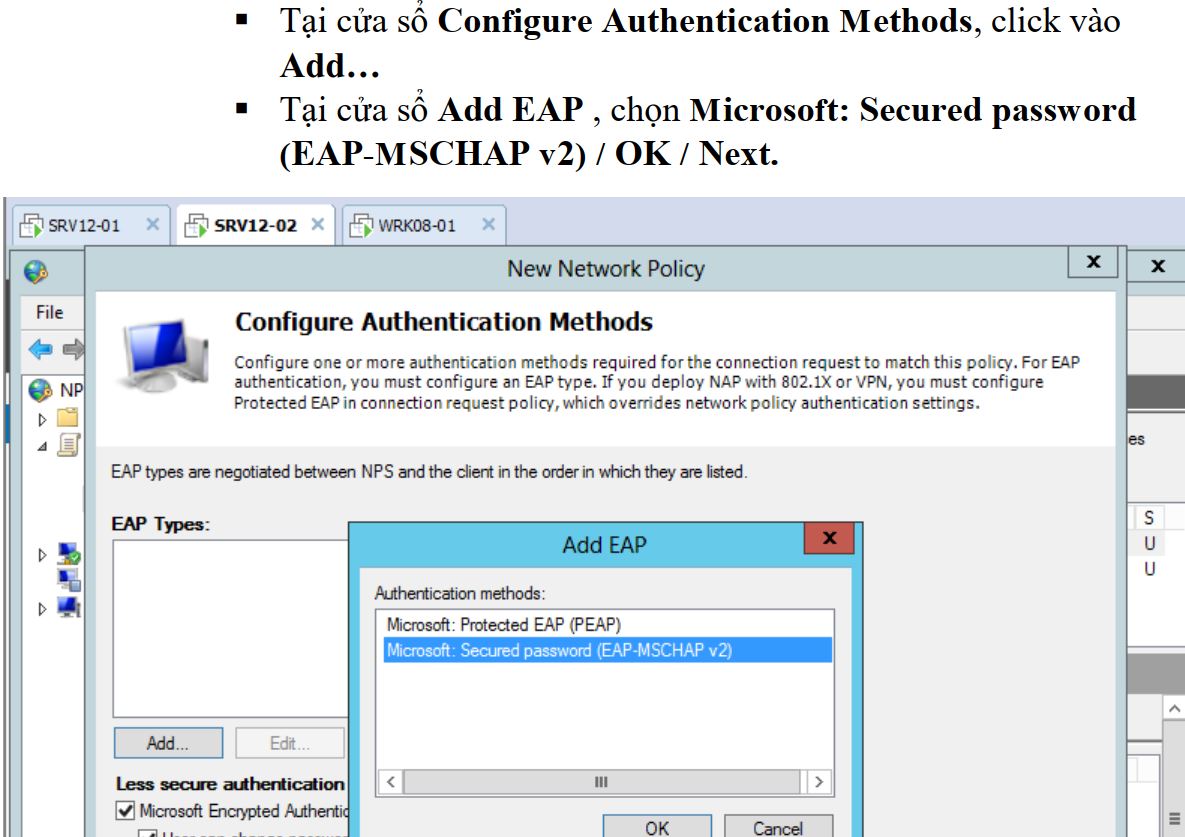 ▪ Tại cửa sổ Configure Authentication Methods, click vào
Add…
▪ Tại cửa sổ Add EAP , chọn Microsoft: Secured password
(EAP-MSCHAP v2) / OK / Next.
SRV12-01
SRV12-02
WRK08-01
New Network Policy
File
Configure Authentication Methods
Configure one or more authentication methods required for the connection request to match this policy. For EAP
authentication, you must configure an EAP type. If you deploy NAP with 802.1X or VPN, you must configure
Protected EAP in connection request policy, which overrides network policy authentication settings.
NP
es
EAP types are negotiated between NPS and the client in the order in which they are listed.
EAP Types:
S
U
U
Add EAP
Authentication methods:
Microsoft: Protected EAP (PEAP)
Microsoft: Secured password (EAP-MSCHAP v2)
Add...
Edit...
Less secure authentication
Microsoft Encrypted Authentic
OK
Cancel